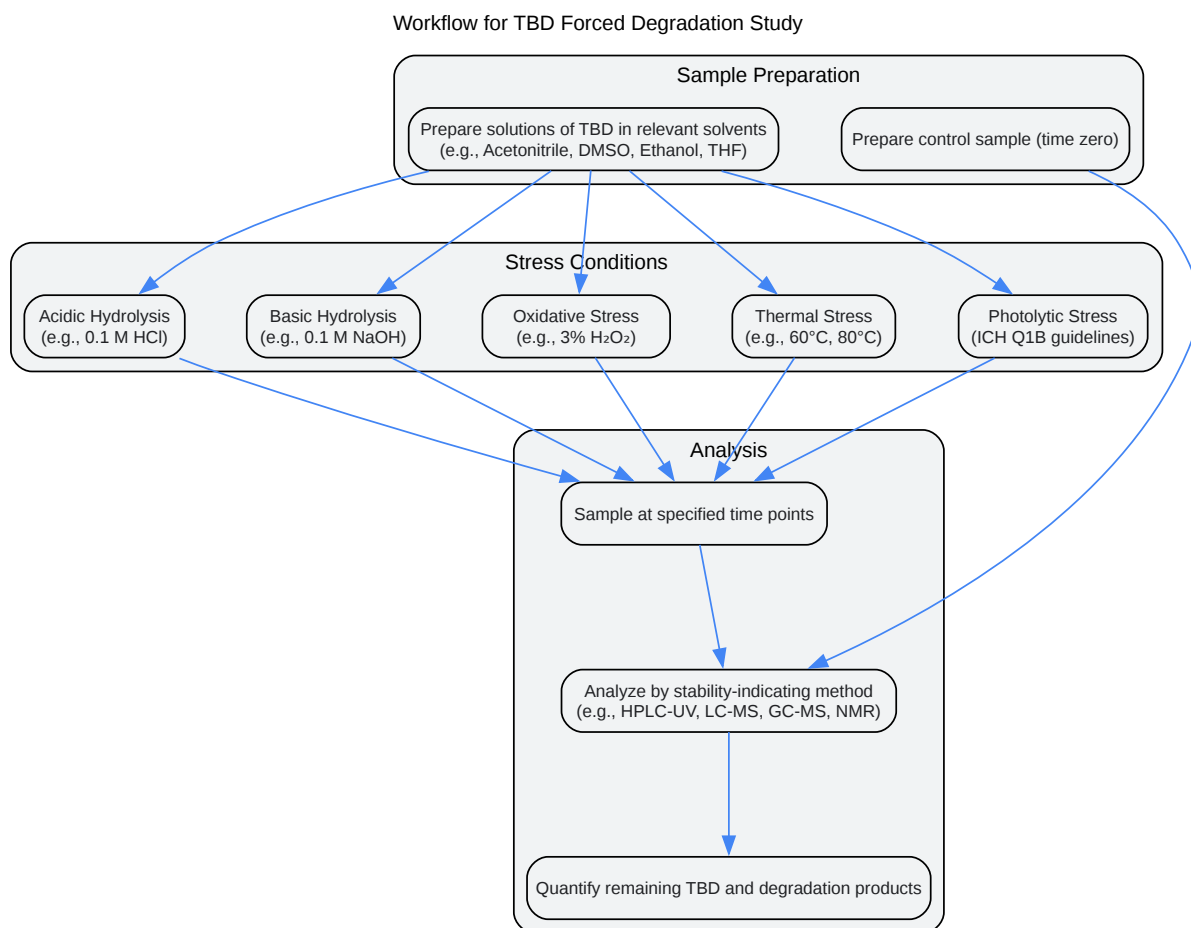 Workflow for TBD Forced Degradation Study
Sample Preparation
Prepare solutions of TBD in relevant solvents
(e.g., Acetonitrile, DMSO, Ethanol, THF)
Prepare control sample (time zero)
Stress Conditions
Acidic Hydrolysis
(e.g., 0.1 M HCl)
Basic Hydrolysis
(e.g., 0.1 M NaOH)
Oxidative Stress
(e.g., 3% H₂O₂)
Thermal Stress
(e.g., 60°C, 80°C)
Photolytic Stress
(ICH Q1B guidelines)
Analysis
Sample at specified time points
Analyze by stability-indicating method
(e.g., HPLC-UV, LC-MS, GC-MS, NMR)
Quantify remaining TBD and degradation products